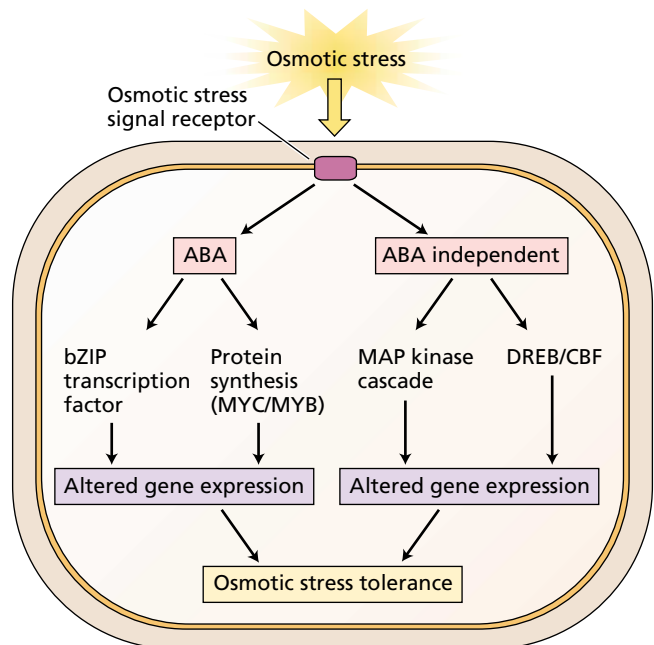 Osmotic stress
Osmotic stress
signal receptor
ABA
ABA independent
bZIP
transcription
factor
Protein
synthesis
(MYC/MYB)
MAP kinase
cascade
DREB/CBF
Altered gene expression
Altered gene expression
Osmotic stress tolerance